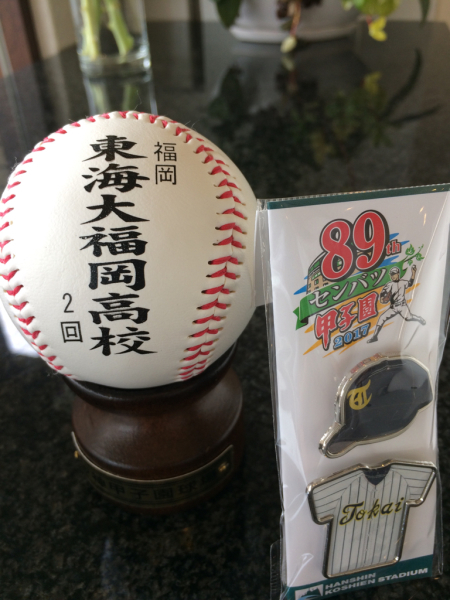 福岡
東海大福岡高校
2回
89th
センバツ
甲子園
2017
T
Tokai
HANSHIN
KOSHIEN STADIUM